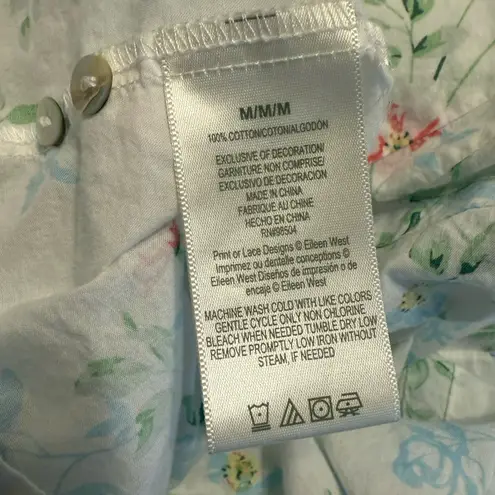 M/M/M
100% COTTON/COTON/ALGODÓN
EXCLUSIVE OF DECORATION/
GARNITURE NON COMPRISE/
EXCLUSIVO DE DECORACION
MADE IN CHINA
FABRIQUE AU CHINE
HECHO EN CHINA
RN#98504
Print or Lace Designs © Eileen West
Imprimez ou dentalle conceptions ©
Eileen West Diseños de impresión o de
encaje © Eileen West
MACHINE WASH COLD WITH LIKE COLORS
GENTLE CYCLE ONLY NON CHLORINE
BLEACH WHEN NEEDED TUMBLE DRY LOW
REMOVE PROMPTLY LOW IRON WITHOUT
STEAM, IF NEEDED